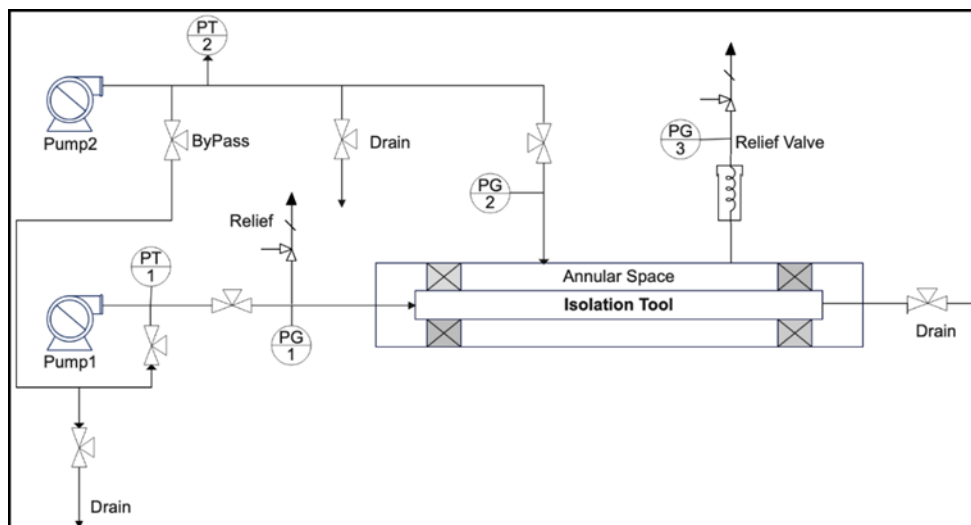 PT
2
Pump2
ByPass
Drain
PG
2
PG
3
Relief Valve
Relief
PT
1
Pump1
PG
1
Annular Space
Isolation Tool
Drain
Drain